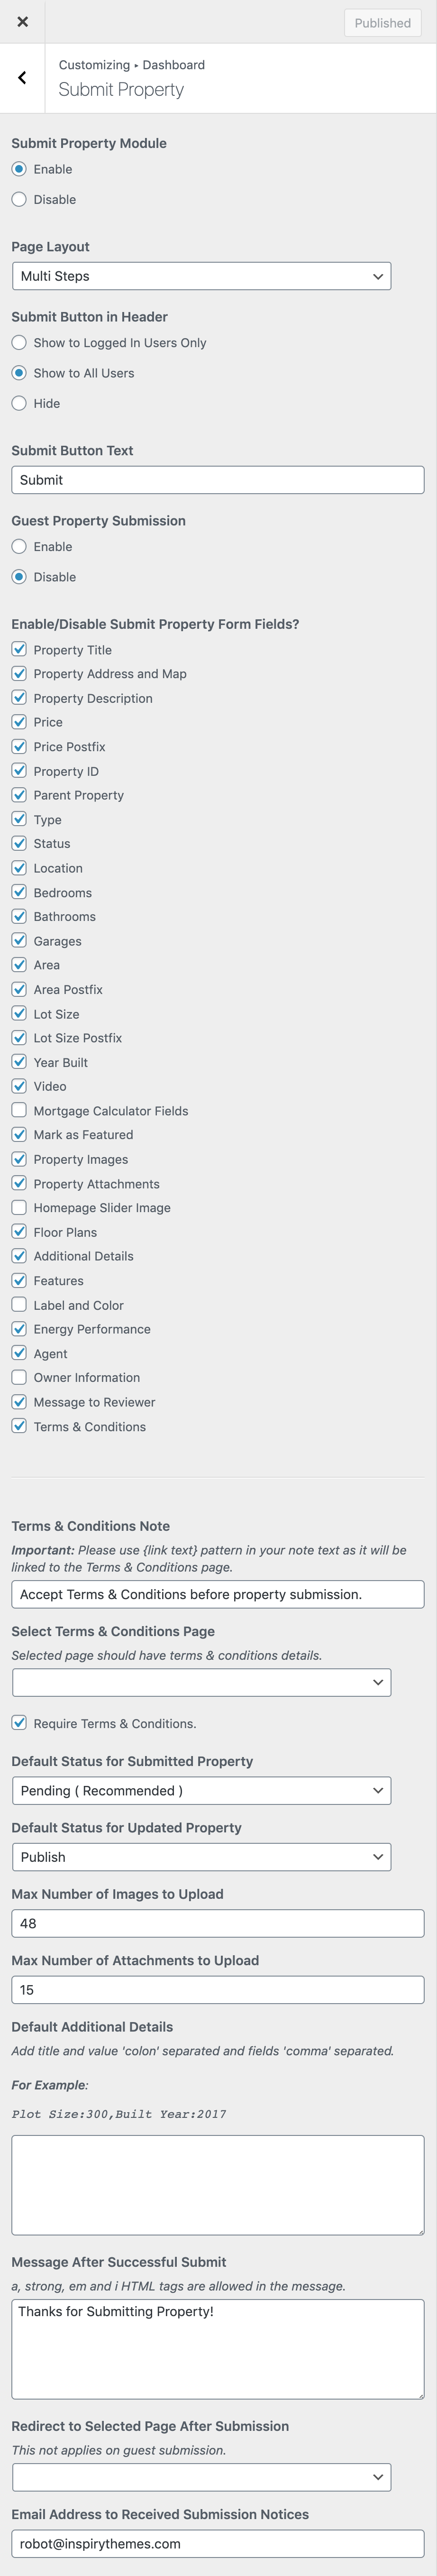 Published
Customizing ▸ Dashboard
Submit Property
Submit Property Module
Enable
Disable
Page Layout
Multi Steps
Submit Button in Header
Show to Logged In Users Only
Show to All Users
Hide
Submit Button Text
Submit
Guest Property Submission
Enable
Disable
Enable/Disable Submit Property Form Fields?
Property Title
Property Address and Map
Property Description
Price
Price Postfix
Property ID
Parent Property
Type
Status
Location
Bedrooms
Bathrooms
Garages
Area
Area Postfix
Lot Size
Lot Size Postfix
Year Built
Video
Mortgage Calculator Fields
Mark as Featured
Property Images
Property Attachments
Homepage Slider Image
Floor Plans
Additional Details
Features
Label and Color
Energy Performance
Agent
Owner Information
Message to Reviewer
Terms & Conditions
Terms & Conditions Note
Important: Please use {link text} pattern in your note text as it will be
linked to the Terms & Conditions page.
Accept Terms & Conditions before property submission.
Select Terms & Conditions Page
Selected page should have terms & conditions details.
Require Terms & Conditions.
Default Status for Submitted Property
Pending ( Recommended )
Default Status for Updated Property
Publish
Max Number of Images to Upload
48
Max Number of Attachments to Upload
15
Default Additional Details
Add title and value 'colon' separated and fields 'comma' separated.
For Example:
Plot Size:300,Built Year:2017
Message After Successful Submit
a, strong, em and i HTML tags are allowed in the message.
Thanks for Submitting Property!
Redirect to Selected Page After Submission
This not applies on guest submission.
Email Address to Received Submission Notices
robot@inspirythemes.com